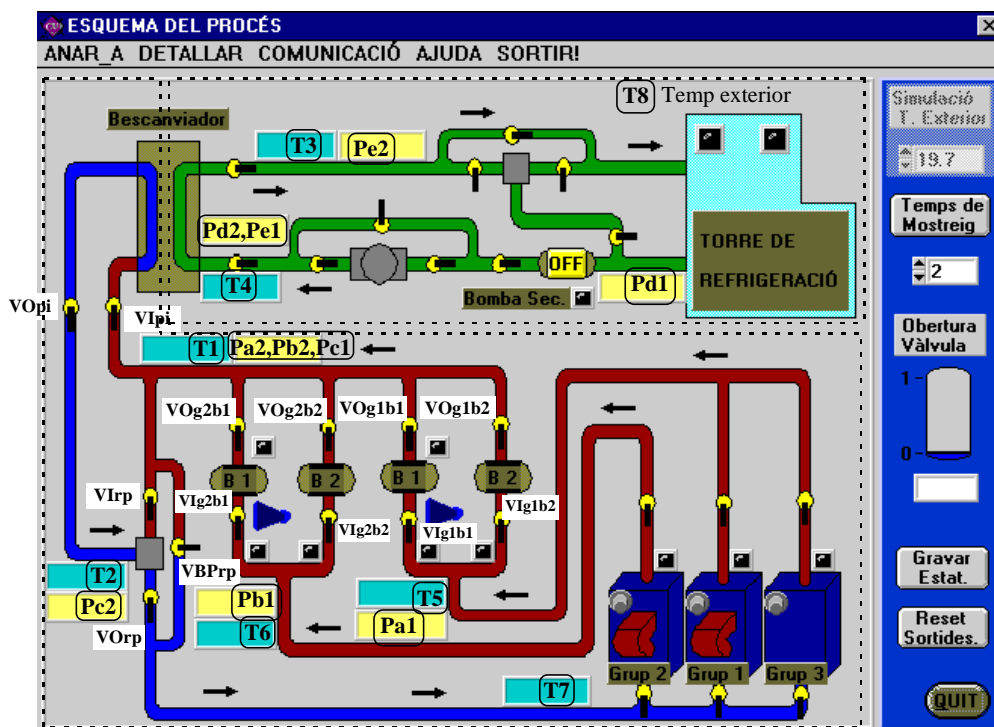 ESQUEMA DEL PROCÉS
ANAR_A DETALLAR COMUNICACIÓ AJUDA SORTIR!
T8 Temp exterior
Bescanviador
T3
Pe2
Pd2,Pe1
T4
OFF
Bomba Sec.
Pd1
TORRE DE
REFRIGERACIÓ
VOpi
VIpi
T1
Pa2,Pb2,Pc1
VOg2b1
VOg2b2
VOg1b1
VOg1b2
B 1
B 2
B 1
B 2
VIrp
VIg2b1
VIg2b2
VIg1b1
VIg1b2
VBPrp
T2
Pc2
VOrp
Pb1
T6
T5
Pa1
T7
Grup 2
Grup 1
Grup 3
Simulació
T. Exterior
19.7
Temps de
Mostreig
2
Obertura
Vàlvula
1
0
Gravar
Estat.
Reset
Sortides.
QUIT